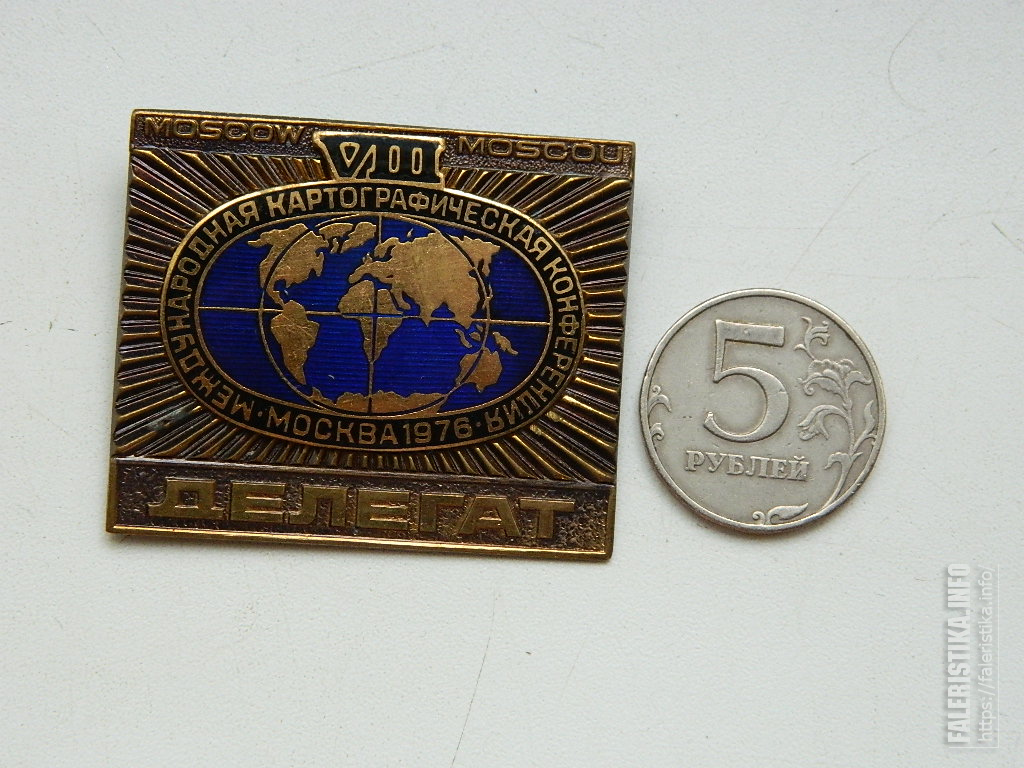 MOSCOW
MOSCOU
VIII
МЕЖДУНАРОДНАЯ КАРТОГРАФИЧЕСКАЯ КОНФЕРЕНЦИЯ
· МОСКВА 1976 ·
ДЕЛЕГАТ
5
РУБЛЕЙ
FALERISTIKA.INFO
https://faleristika.info/